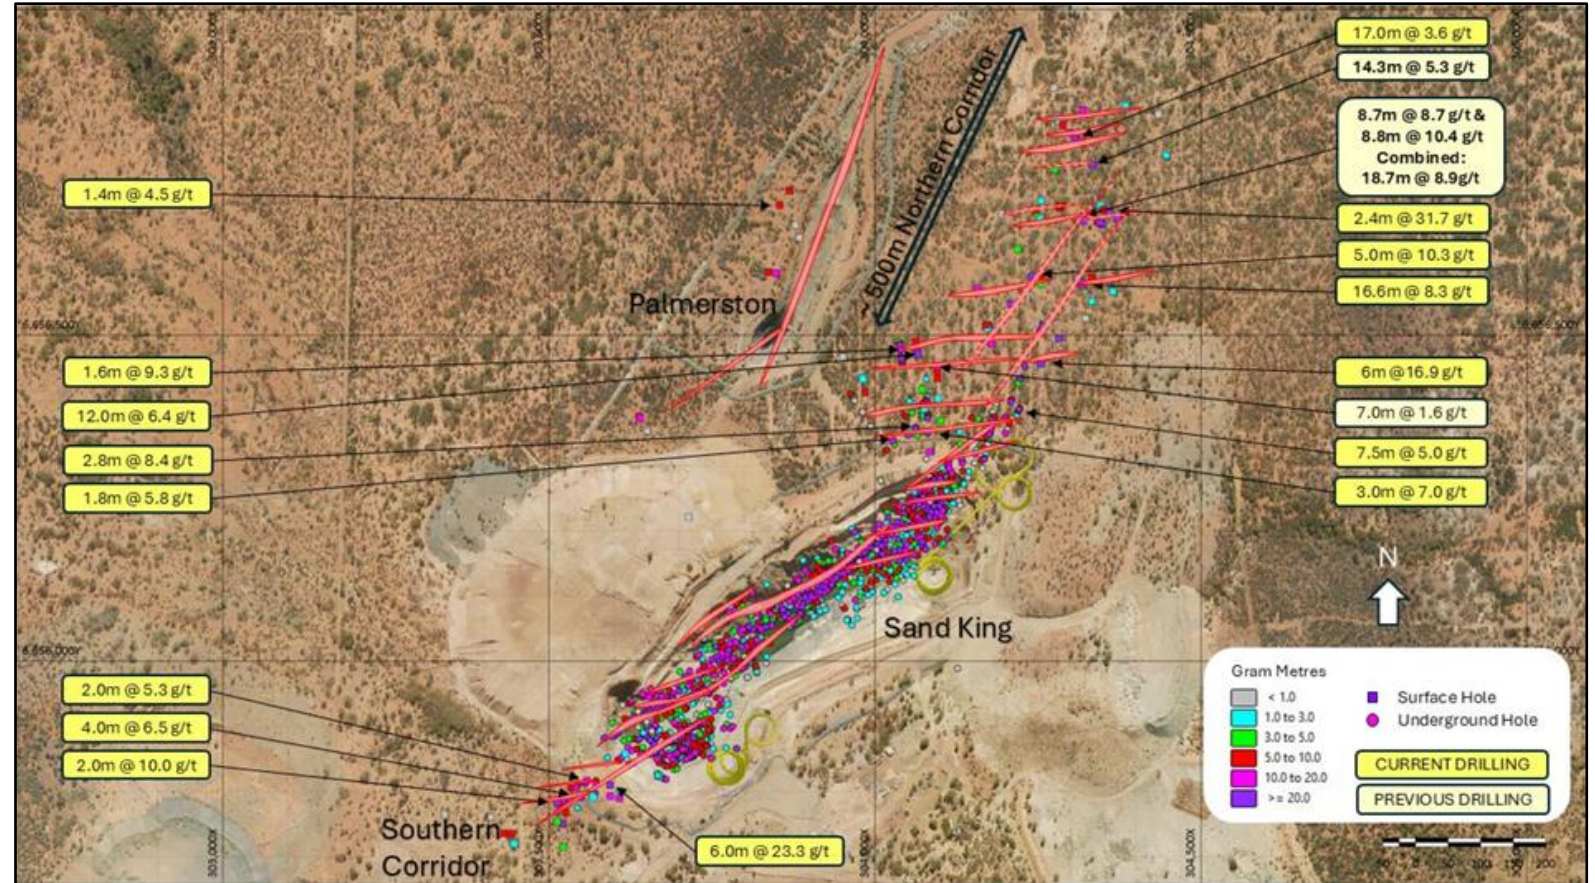 17.0m @ 3.6 g/t
14.3m @ 5.3 g/t
8.7m @ 8.7 g/t &
8.8m @ 10.4 g/t
Combined:
18.7m @ 8.9g/t
2.4m @ 31.7 g/t
5.0m @ 10.3 g/t
16.6m @ 8.3 g/t
6m @16.9 g/t
7.0m @ 1.6 g/t
7.5m @ 5.0 g/t
3.0m @ 7.0 g/t
1.4m @ 4.5 g/t
1.6m @ 9.3 g/t
12.0m @ 6.4 g/t
2.8m @ 8.4 g/t
1.8m @ 5.8 g/t
2.0m @ 5.3 g/t
4.0m @ 6.5 g/t
2.0m @ 10.0 g/t
6.0m @ 23.3 g/t
~500m Northern Corridor
Palmerston
Sand King
Southern
Corridor
N
Gram Metres
< 1.0
1.0 to 3.0
3.0 to 5.0
5.0 to 10.0
10.0 to 20.0
>= 20.0
Surface Hole
Underground Hole
CURRENT DRILLING
PREVIOUS DRILLING
303,000X
304,500X